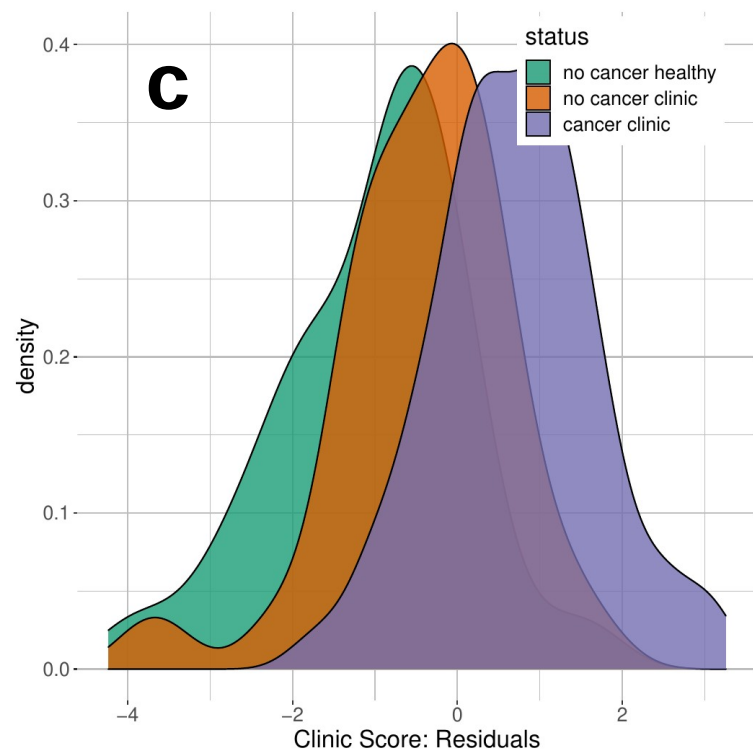 c
status
no cancer healthy
no cancer clinic
cancer clinic
0.4
0.3
0.2
0.1
0.0
density
−4
−2
0
2
Clinic Score: Residuals